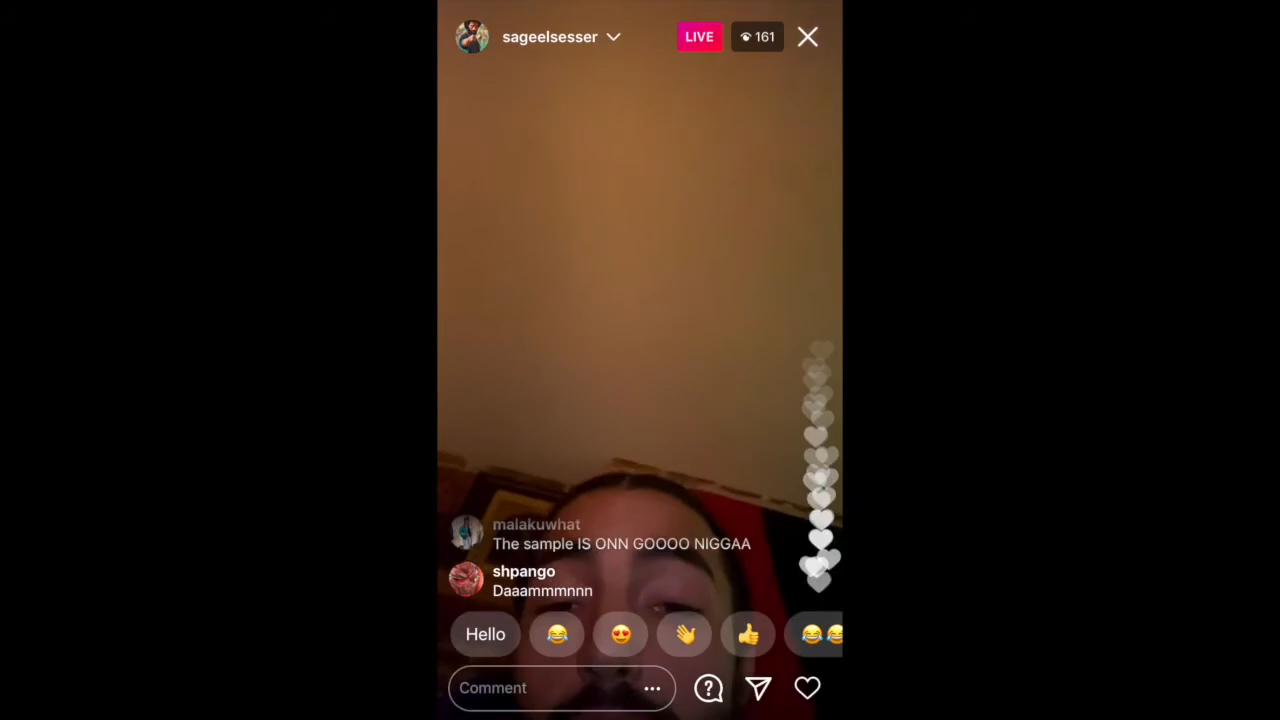 sageelsesser
LIVE
161
malakuwhat
The sample IS ONN GOOOO NIGGAA
shpango
Daaammmnnn
Hello
Comment